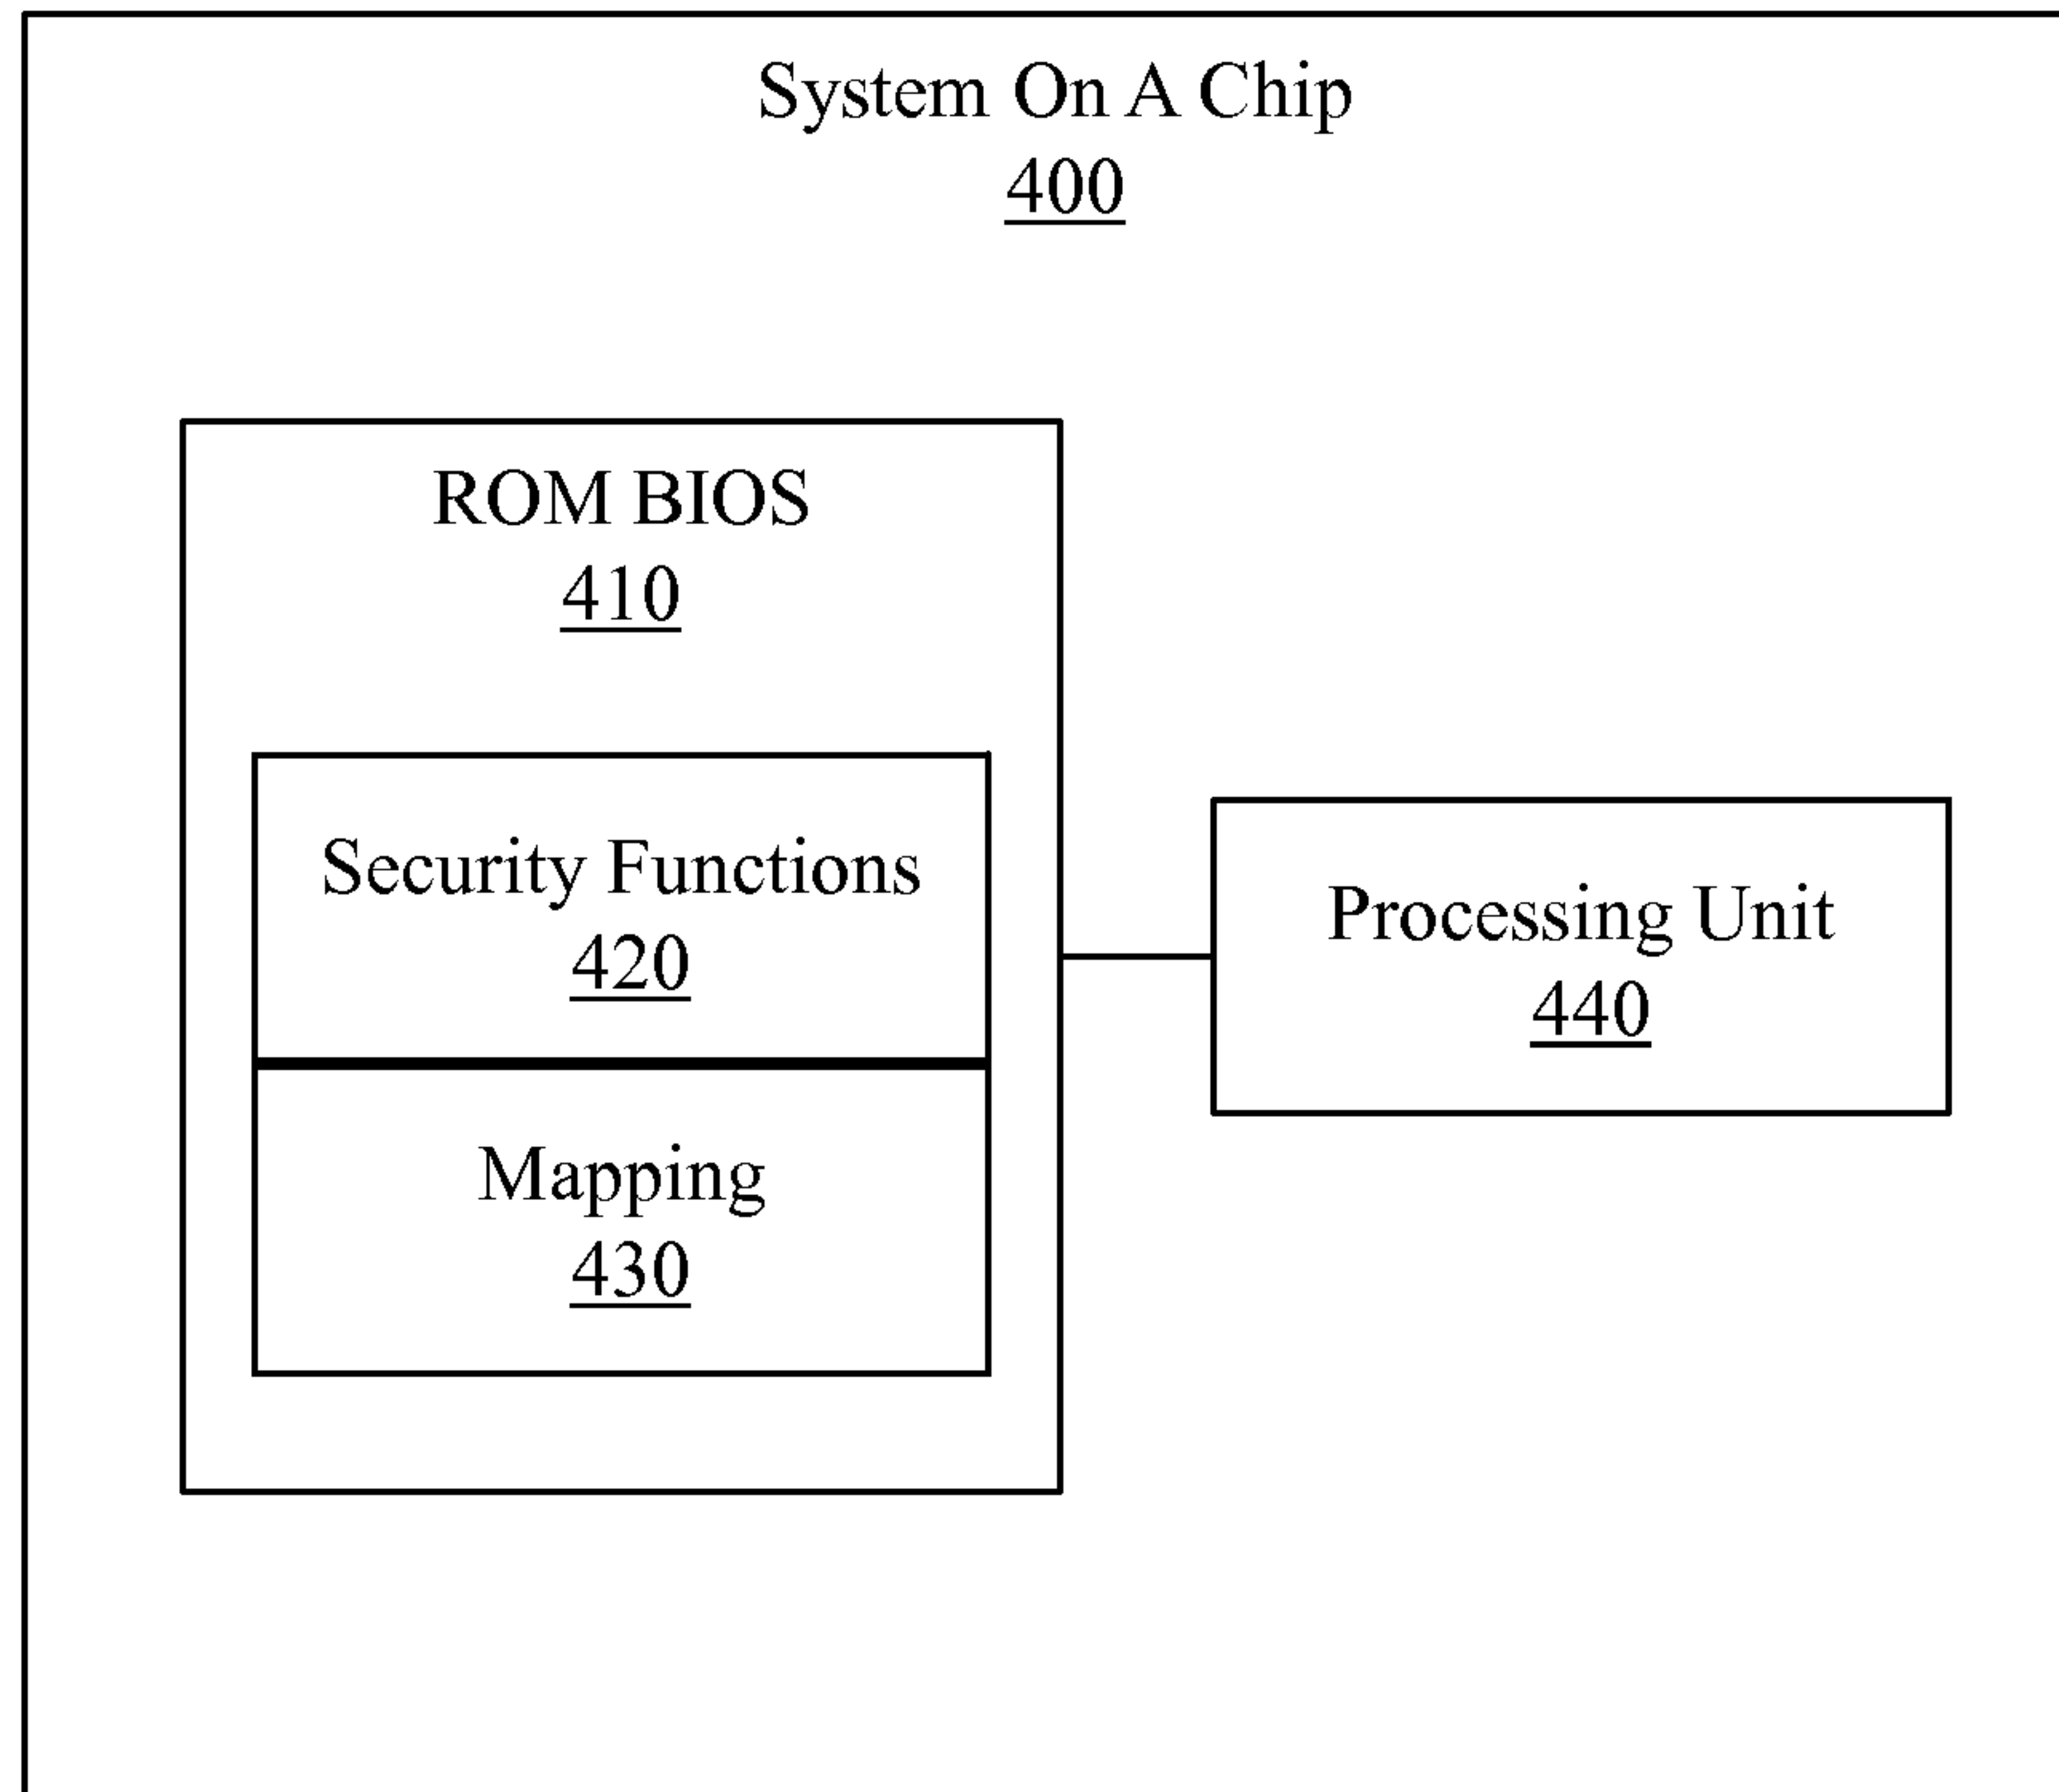 System On A Chip
400
ROM BIOS
410
Security Functions
420
Mapping
430
Processing Unit
440